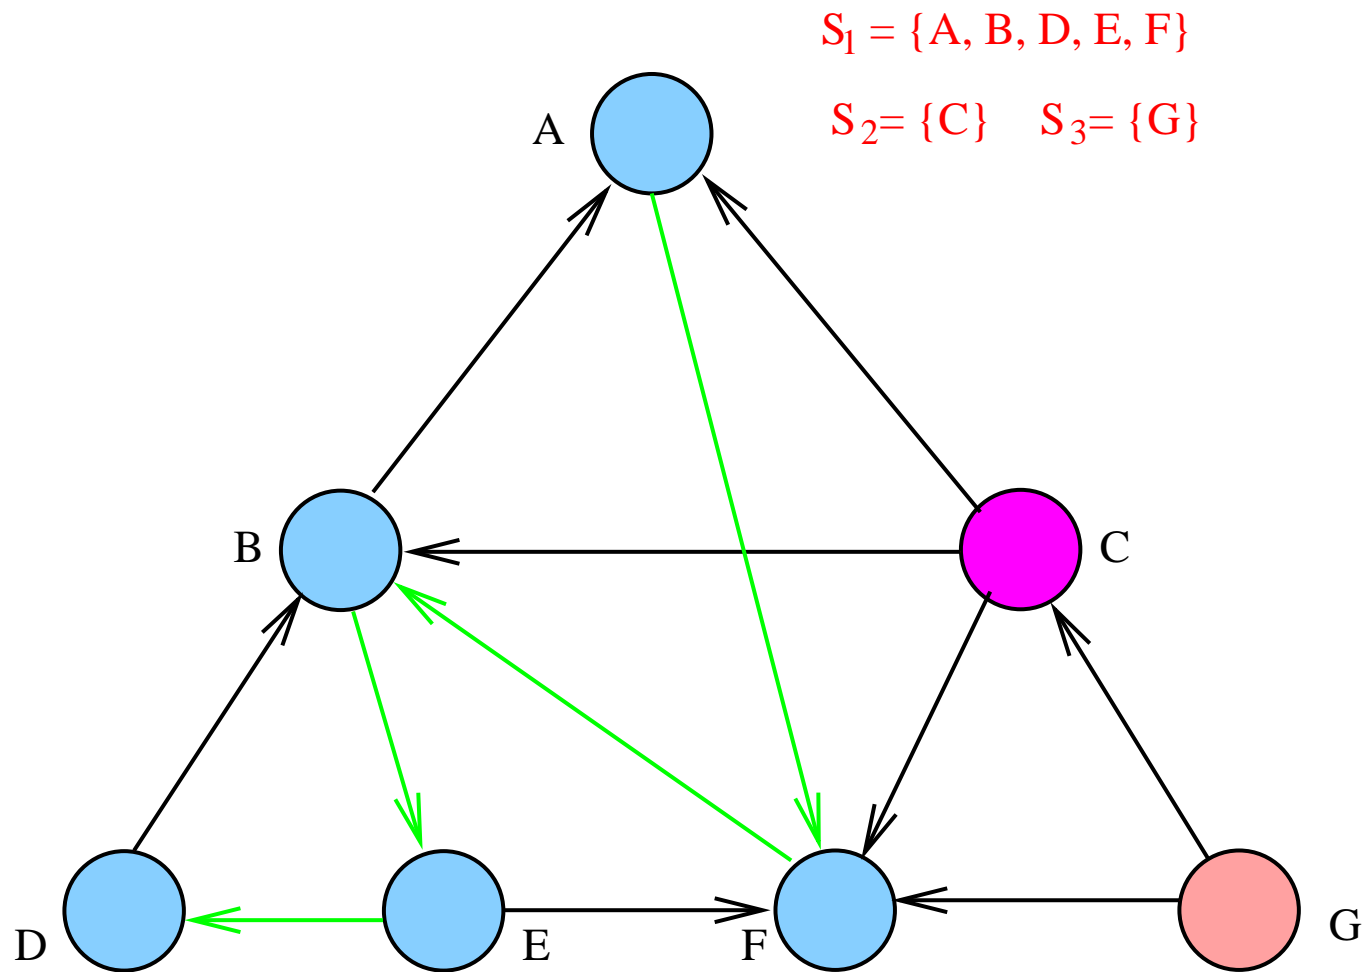 S1 = {A, B, D, E, F}
A
S2= {C} S3= {G}
B
C
D
E
F
G